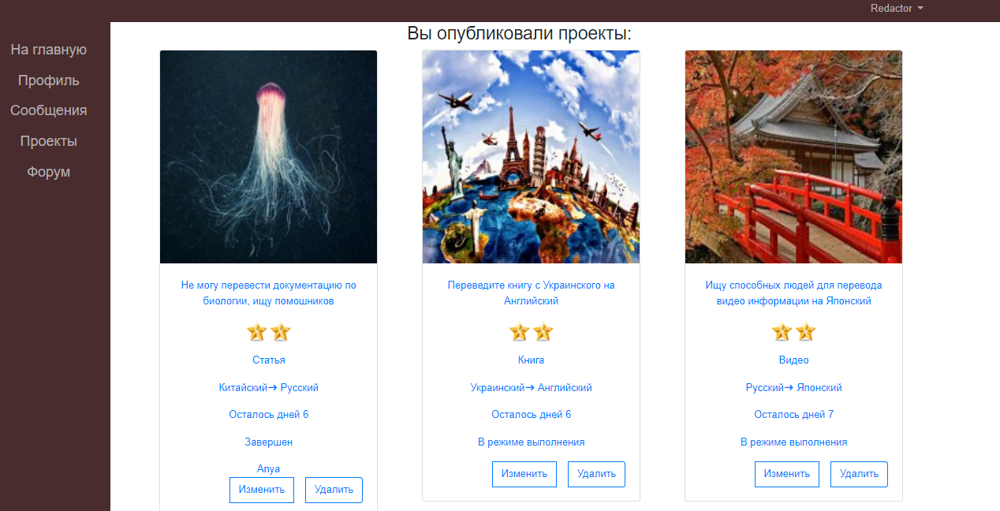 Redactor
На главную
Профиль
Сообщения
Проекты
Форум
Вы опубликовали проекты:
Не могу перевести документацию по
биологии, ищу помошников
Статья
Китайский→ Русский
Осталось дней 6
Завершен
Anya
Изменить Удалить
Переведите книгу с Украинского на
Английский
Книга
Украинский→ Английский
Осталось дней 6
В режиме выполнения
Изменить Удалить
Ищу способных людей для перевода
видео информации на Японский
Видео
Русский→ Японский
Осталось дней 7
В режиме выполнения
Изменить Удалить